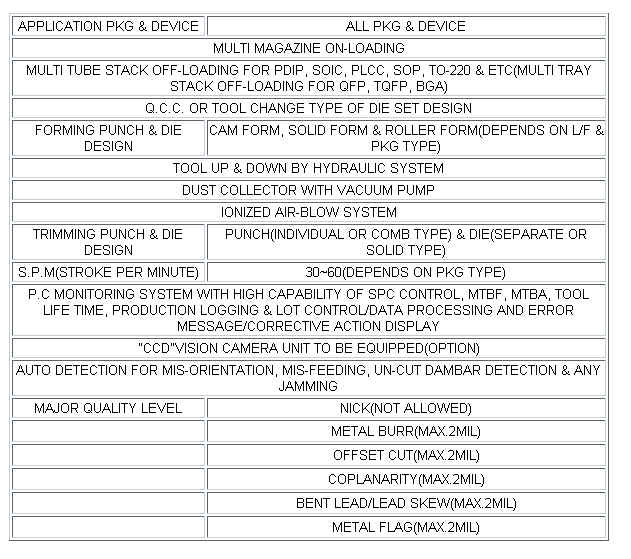 APPLICATION PKG & DEVICE
ALL PKG & DEVICE
MULTI MAGAZINE ON-LOADING
MULTI TUBE STACK OFF-LOADING FOR PDIP, SOIC, PLCC, SOP, TO-220 & ETC(MULTI TRAY
STACK OFF-LOADING FOR QFP, TQFP, BGA)
Q.C.C. OR TOOL CHANGE TYPE OF DIE SET DESIGN
FORMING PUNCH & DIE
DESIGN
CAM FORM, SOLID FORM & ROLLER FORM(DEPENDS ON L/F &
PKG TYPE)
TOOL UP & DOWN BY HYDRAULIC SYSTEM
DUST COLLECTOR WITH VACUUM PUMP
IONIZED AIR-BLOW SYSTEM
TRIMMING PUNCH & DIE
DESIGN
PUNCH(INDIVIDUAL OR COMB TYPE) & DIE(SEPARATE OR
SOLID TYPE)
S.P.M(STROKE PER MINUTE)
30~60(DEPENDS ON PKG TYPE)
P.C MONITORING SYSTEM WITH HIGH CAPABILITY OF SPC CONTROL, MTBF, MTBA, TOOL
LIFE TIME, PRODUCTION LOGGING & LOT CONTROL/DATA PROCESSING AND ERROR
MESSAGE/CORRECTIVE ACTION DISPLAY
"CCD"VISION CAMERA UNIT TO BE EQUIPPED(OPTION)
AUTO DETECTION FOR MIS-ORIENTATION, MIS-FEEDING, UN-CUT DAMBAR DETECTION & ANY
JAMMING
MAJOR QUALITY LEVEL
NICK(NOT ALLOWED)
METAL BURR(MAX.2MIL)
OFFSET CUT(MAX.2MIL)
COPLANARITY(MAX.2MIL)
BENT LEAD/LEAD SKEW(MAX.2MIL)
METAL FLAG(MAX.2MIL)